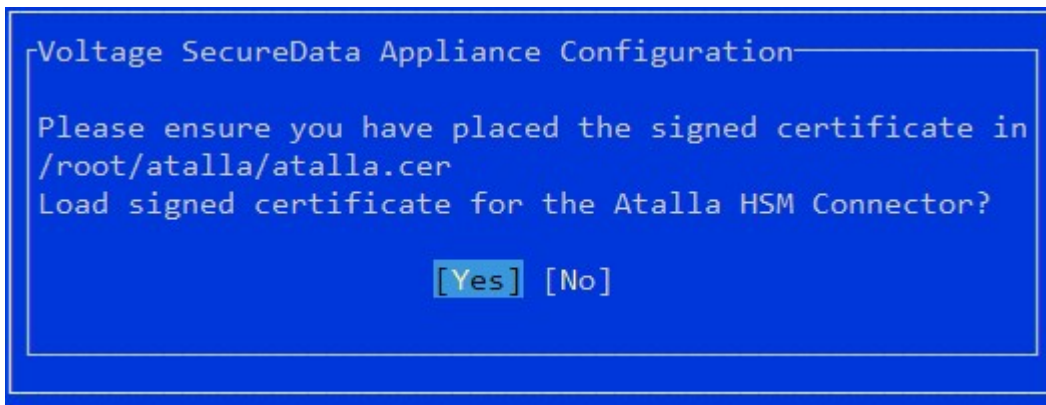 Voltage SecureData Appliance Configuration
Please ensure you have placed the signed certificate in
/root/atalla/atalla.cer
Load signed certificate for the Atalla HSM Connector?
[Yes] [No]